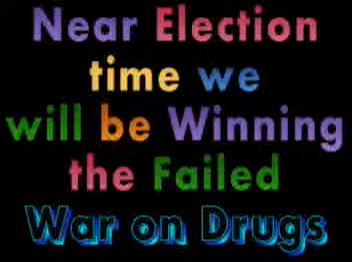 Near Election
time we
will be Winning
the Failed
War on Drugs